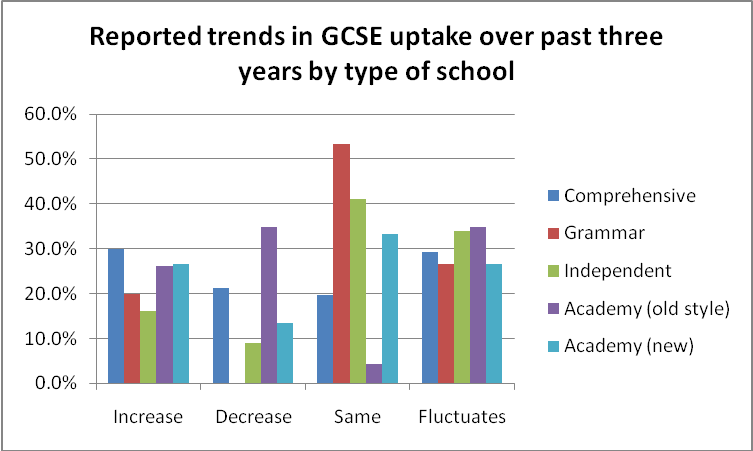 Reported trends in GCSE uptake over past three
years by type of school
60.0%
50.0%
40.0%
30.0%
20.0%
10.0%
0.0%
Increase
Decrease
Same
Fluctuates
Comprehensive
Grammar
Independent
Academy (old style)
Academy (new)